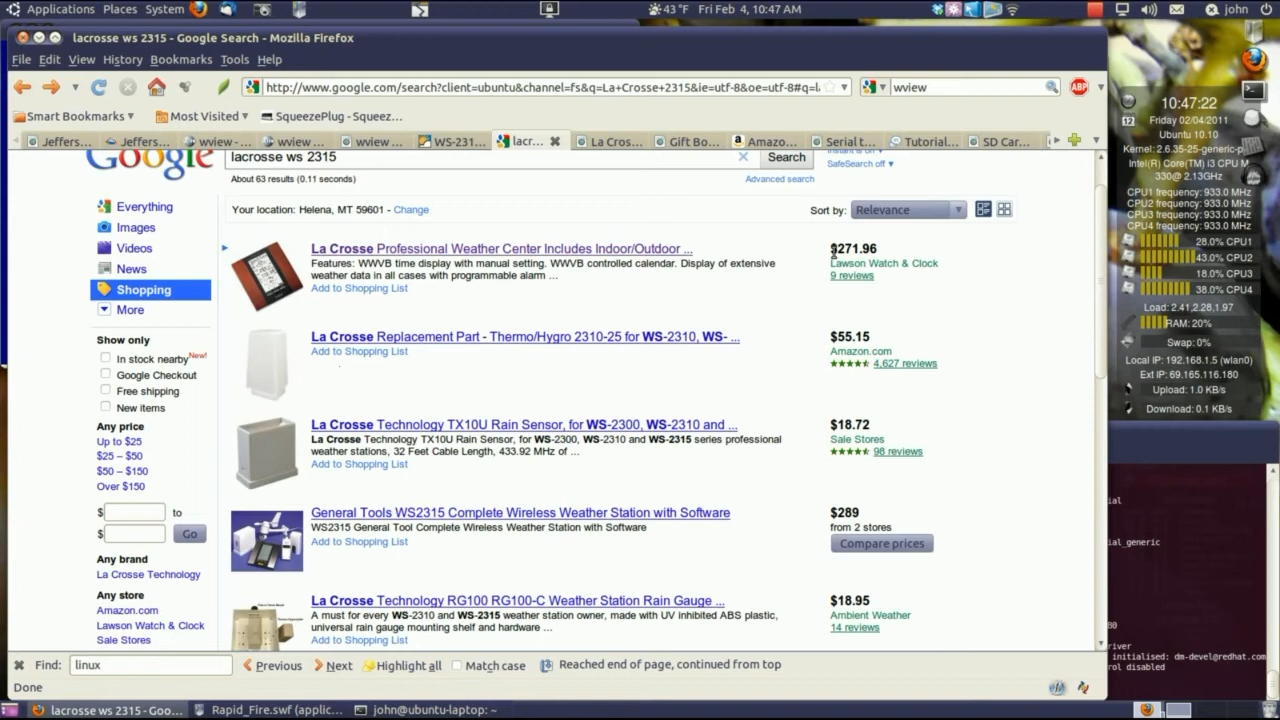 Applications Places System 43 °F Fri Feb 4, 10:47 AM john
lacrosse ws 2315 - Google Search - Mozilla Firefox
File Edit View History Bookmarks Tools Help
http://www.google.com/search?client=ubuntu&channel=fs&q=La+Crosse+2315&ie=utf-8&oe=utf-8#q=l wview ABP
Smart Bookmarks Most Visited SqueezePlug - Squeez...
Jeffers... Jeffers... wview -... wview ... wview ... WS-231... lacr... La Cros... Gift Bo... Amazo... Serial t... Tutorial... SD Car...
Google lacrosse ws 2315 Search SafeSearch off
About 63 results (0.11 seconds) Advanced search
Everything
Images
Videos
News
Shopping
More
Show only
In stock nearby New!
Google Checkout
Free shipping
New items
Any price
Up to $25
$25 – $50
$50 – $150
Over $150
$ to
$ Go
Any brand
La Crosse Technology
Any store
Amazon.com
Lawson Watch & Clock
Sale Stores
Your location: Helena, MT 59601 - Change Sort by: Relevance
La Crosse Professional Weather Center Includes Indoor/Outdoor ... $271.96
Features: WWVB time display with manual setting. WWVB controlled calendar. Display of extensive Lawson Watch & Clock
weather data in all cases with programmable alarm ... 9 reviews
Add to Shopping List
La Crosse Replacement Part - Thermo/Hygro 2310-25 for WS-2310, WS- ... $55.15
Add to Shopping List Amazon.com
4,627 reviews
La Crosse Technology TX10U Rain Sensor, for WS-2300, WS-2310 and ... $18.72
La Crosse Technology TX10U Rain Sensor, for WS-2300, WS-2310 and WS-2315 series professional Sale Stores
weather stations, 32 Feet Cable Length, 433.92 MHz of ... 98 reviews
Add to Shopping List
General Tools WS2315 Complete Wireless Weather Station with Software $289
WS2315 General Tool Complete Wireless Weather Station with Software from 2 stores
Add to Shopping List Compare prices
La Crosse Technology RG100 RG100-C Weather Station Rain Gauge ... $18.95
A must for every WS-2310 and WS-2315 weather station owner, made with UV inhibited ABS plastic, Ambient Weather
universal rain gauge mounting shelf and hardware ... 14 reviews
Add to Shopping List
Find: linux Previous Next Highlight all Match case Reached end of page, continued from top
Done
10:47:22
12 Friday 02/04/2011
Ubuntu 10.10
Kernel: 2.6.35-25-generic-p
Intel(R) Core(TM) i3 CPU M
330@ 2.13GHz
CPU1 frequency: 933.0 MHz
CPU2 frequency: 933.0 MHz
CPU3 frequency: 933.0 MHz
CPU4 frequency: 933.0 MHz
28.0% CPU1
43.0% CPU2
18.0% CPU3
38.0% CPU4
Load: 2.41,2.28,1.97
RAM: 20%
Swap: 0%
Local IP: 192.168.1.5 (wlan0)
Ext IP: 69.165.116.180
Upload: 1.0 KB/s
Download: 0.1 KB/s
ial
ial_generic
80
river
initialised: dm-devel@redhat.com
rol disabled
lacrosse ws 2315 - Goo... Rapid_Fire.swf (applic... john@ubuntu-laptop: ~